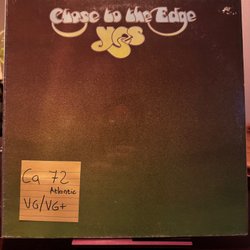 Close to the Edge
yes
Ca 72
Atlantic
VG/VG+